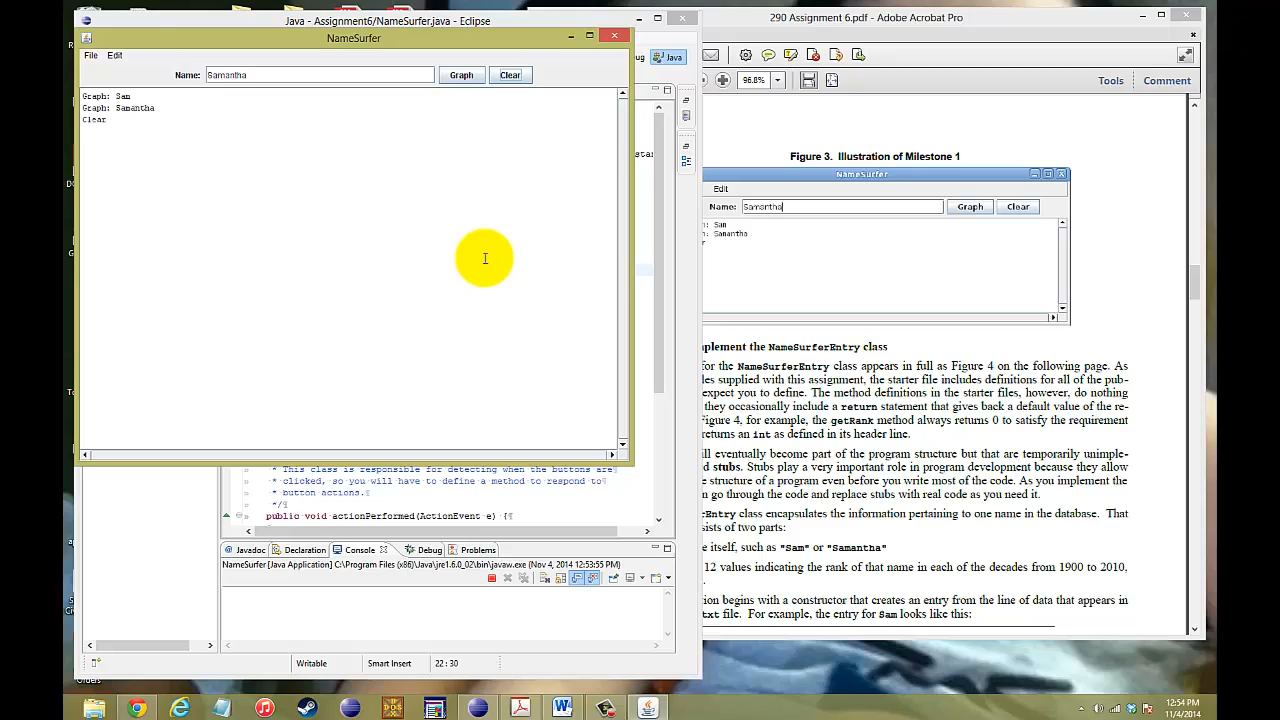 Java - Assignment6/NameSurfer.java - Eclipse
NameSurfer
File Edit
Name: Samantha Graph Clear
Graph: Sam
Graph: Samantha
Clear
Java
* This class is responsible for detecting when the buttons are
* clicked, so you will have to define a method to respond to
* button actions.¶
*/¶
public void actionPerformed(ActionEvent e) {¶
Javadoc Declaration Console Debug Problems
NameSurfer [Java Application] C:\Program Files (x86)\Java\jre1.6.0_02\bin\javaw.exe (Nov 4, 2014 12:53:55 PM)
Writable Smart Insert 22 : 30
290 Assignment 6.pdf - Adobe Acrobat Pro
96.8%
Tools Comment
Figure 3. Illustration of Milestone 1
NameSurfer
Edit
Name: Samantha Graph Clear
: Sam
: Samantha
plement the NameSurferEntry class
for the NameSurferEntry class appears in full as Figure 4 on the following page. As
les supplied with this assignment, the starter file includes definitions for all of the pub-
expect you to define. The method definitions in the starter files, however, do nothing
they occasionally include a return statement that gives back a default value of the re-
Figure 4, for example, the getRank method always returns 0 to satisfy the requirement
returns an int as defined in its header line.
ill eventually become part of the program structure but that are temporarily unimple-
d stubs. Stubs play a very important role in program development because they allow
e structure of a program even before you write most of the code. As you implement the
n go through the code and replace stubs with real code as you need it.
rEntry class encapsulates the information pertaining to one name in the database. That
sists of two parts:
e itself, such as "Sam" or "Samantha"
12 values indicating the rank of that name in each of the decades from 1900 to 2010,
ion begins with a constructor that creates an entry from the line of data that appears in
txt file. For example, the entry for Sam looks like this:
12:54 PM
11/4/2014